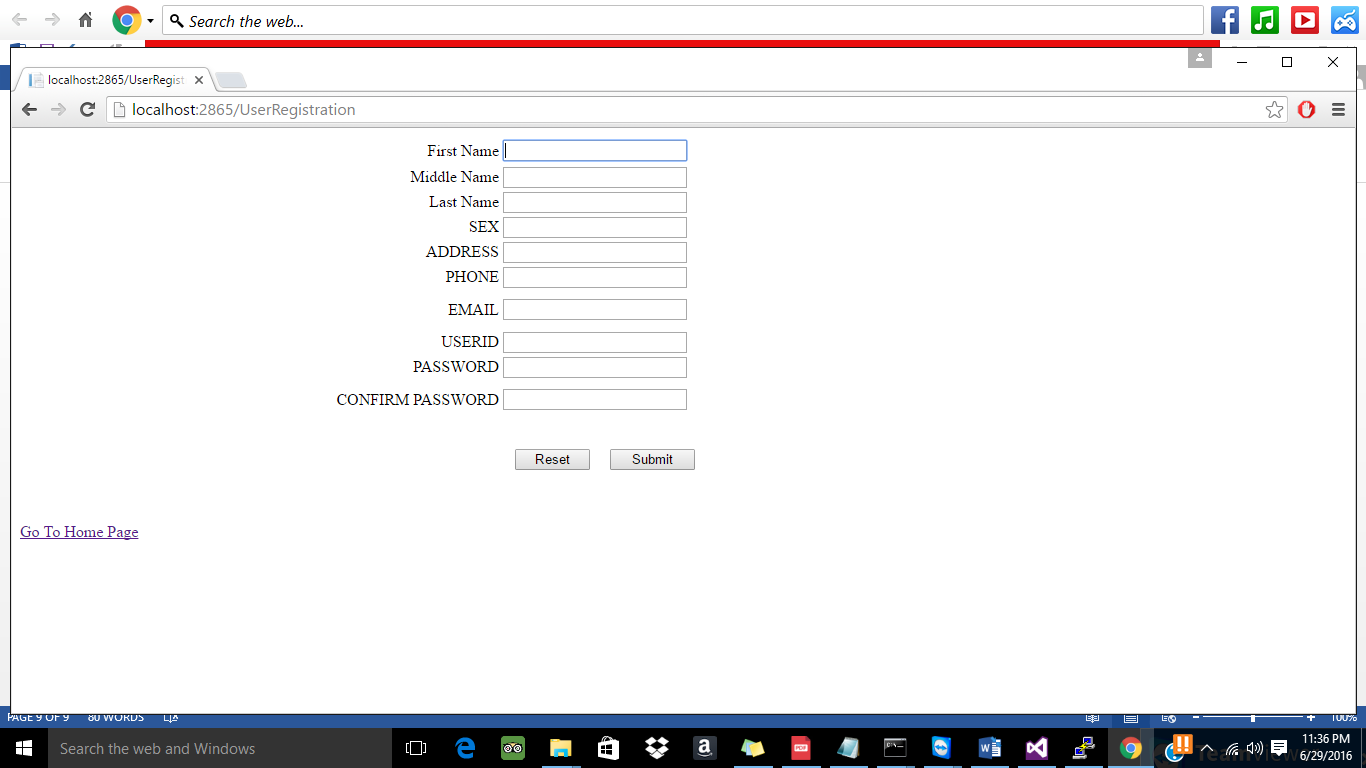 Search the web...
localhost:2865/UserRegist
localhost:2865/UserRegistration
First Name
Middle Name
Last Name
SEX
ADDRESS
PHONE
EMAIL
USERID
PASSWORD
CONFIRM PASSWORD
Reset Submit
Go To Home Page
PAGE 9 OF 9 80 WORDS 100%
Search the web and Windows
11:36 PM
6/29/2016